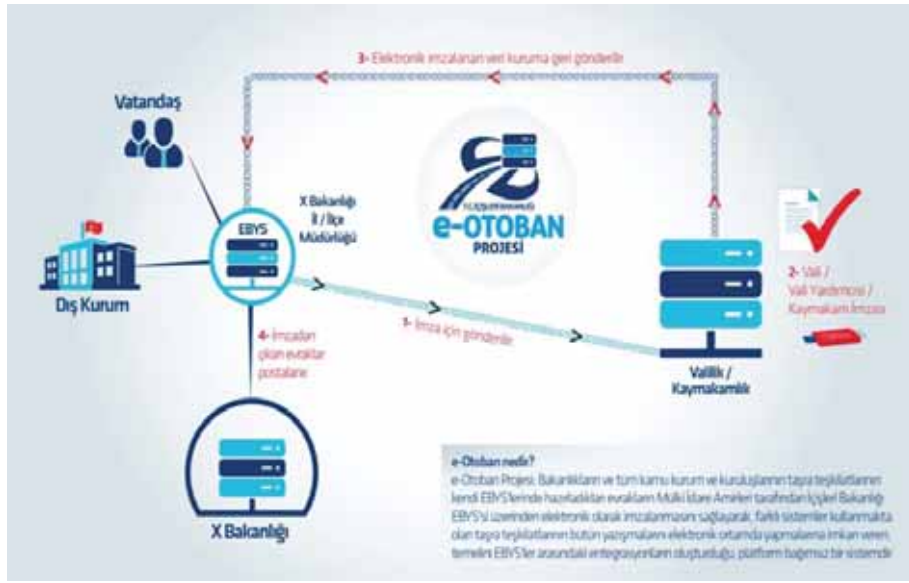 3- Elektronik imzalanan veri kuruma geri gönderilir
Vatandaş
EBYS
X Bakanlığı
İl / İlçe
Müdürlüğü
e-OTOBAN
PROJESİ
Dış Kurum
1- İmza için gönderilir
2- Vali /
Vali Yardımcısı /
Kaymakam İmzası
4- İmzadan
çıkan evraklar
postalanır
Valilik /
Kaymakamlık
X Bakanlığı
e-Otoban nedir?
e-Otoban Projesi, Bakanlıkların ve tüm kamu kurum ve kuruluşlarının taşra teşkilatlarının
kendi EBYS'lerinde hazırladıkları evrakların Mülki İdare Amirleri tarafından İçişleri Bakanlığı
EBYS'si üzerinden elektronik olarak imzalanmasını sağlayarak, farklı sistemler kullanmakta
olan taşra teşkilatlarının bütün yazışmalarını elektronik ortamda yapmalarına imkan veren,
temelini EBYS'ler arasındaki entegrasyonların oluşturduğu, platform bağımsız bir sistemdir.